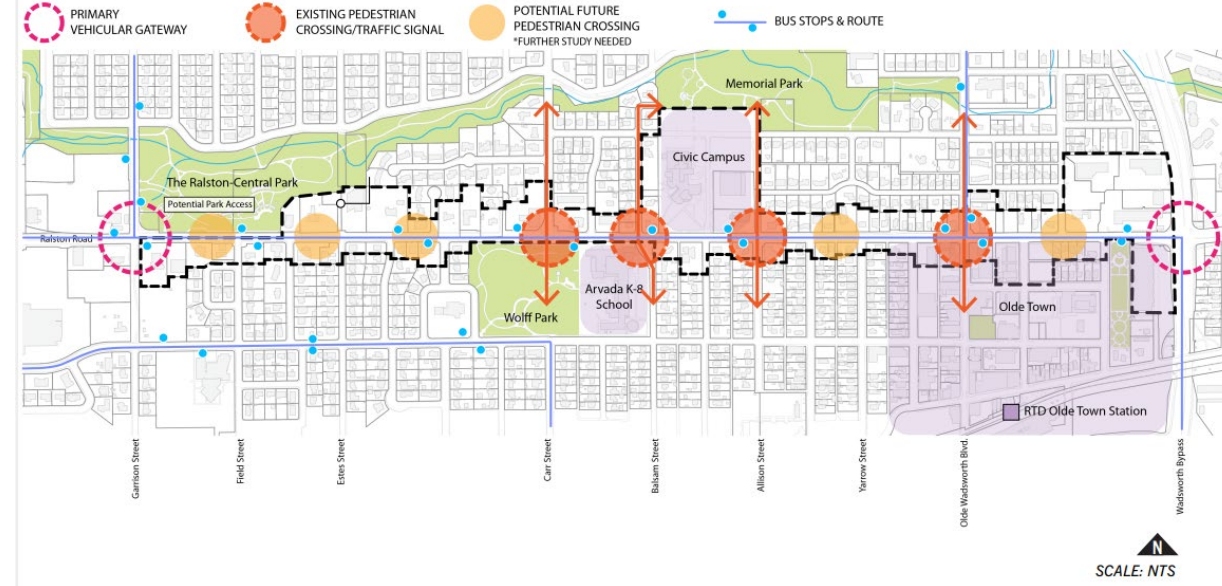 PRIMARY
VEHICULAR GATEWAY
EXISTING PEDESTRIAN
CROSSING/TRAFFIC SIGNAL
POTENTIAL FUTURE
PEDESTRIAN CROSSING
*FURTHER STUDY NEEDED
BUS STOPS & ROUTE
Memorial Park
Civic Campus
The Ralston-Central Park
Potential Park Access
Ralston Road
Arvada K-8
School
Wolff Park
Olde Town
RTD Olde Town Station
Garrison Street
Field Street
Estes Street
Carr Street
Balsam Street
Allison Street
Yarrow Street
Olde Wadsworth Blvd.
Wadsworth Bypass
N
SCALE: NTS